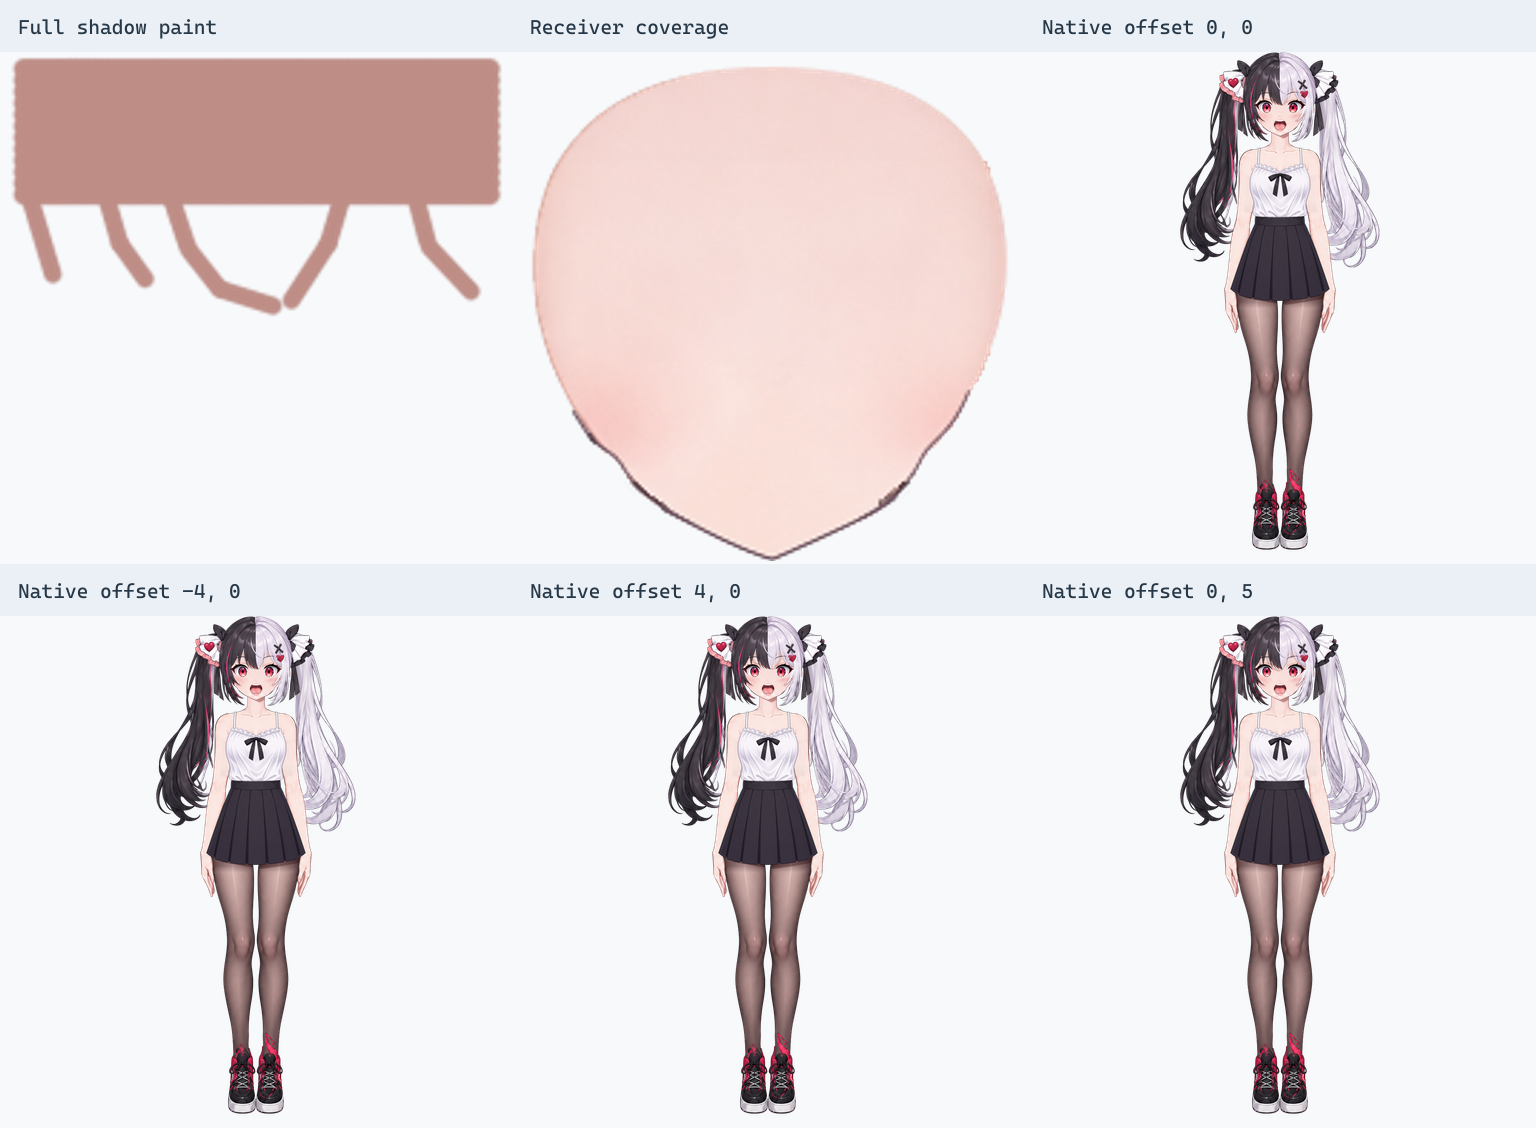 Full shadow paint
Receiver coverage
Native offset 0, 0
Native offset −4, 0
Native offset 4, 0
Native offset 0, 5